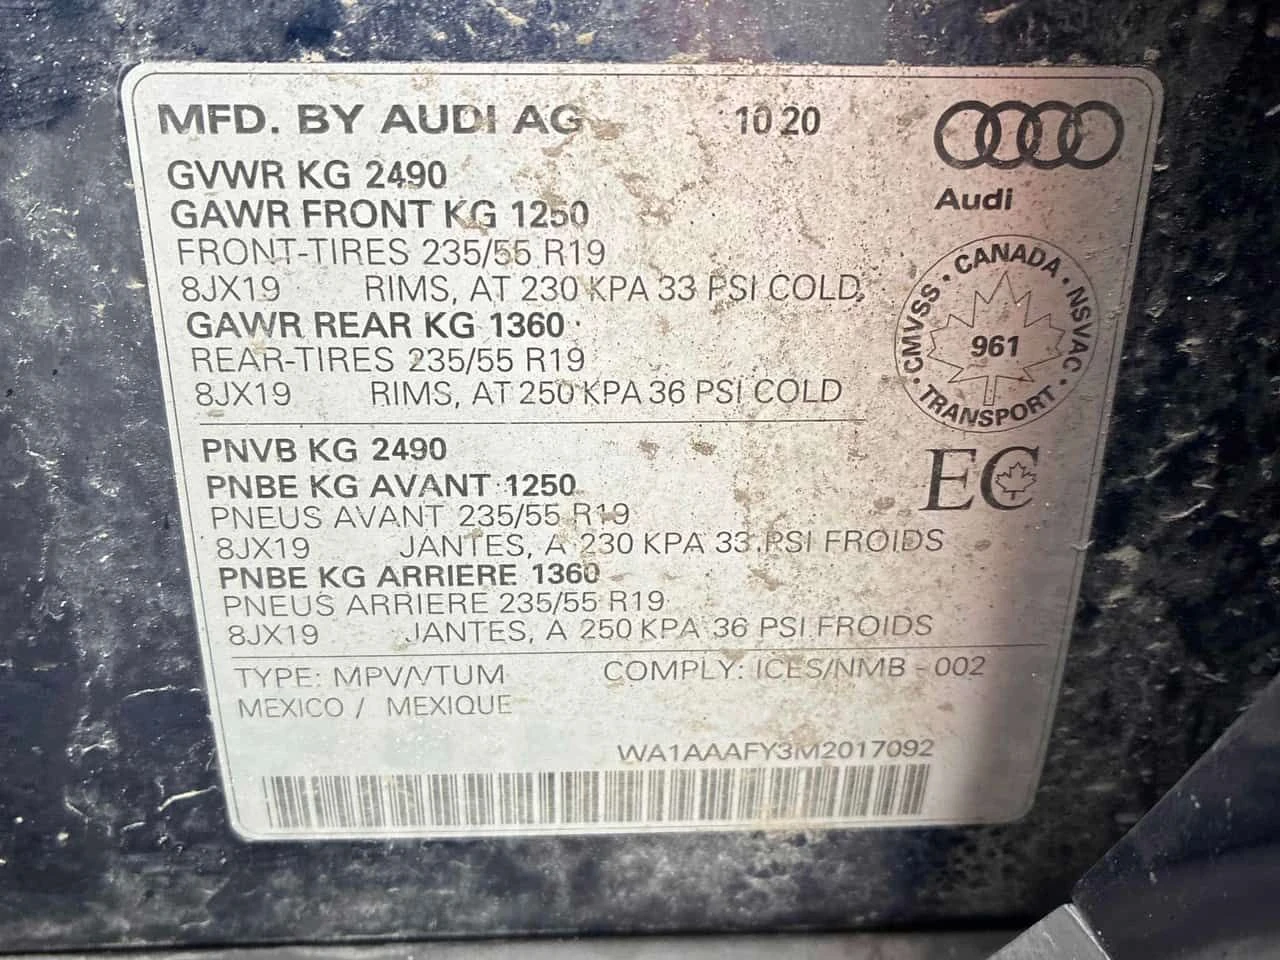 MFD. BY AUDI AG 10 20
Audi
GVWR KG 2490
GAWR FRONT KG 1250
FRONT-TIRES 235/55 R19
8JX19 RIMS, AT 230 KPA 33 PSI COLD,
GAWR REAR KG 1360
REAR-TIRES 235/55 R19
8JX19 RIMS, AT 250 KPA 36 PSI COLD
· CANADA · NSVAC · TRANSPORT · CMVSS
961
PNVB KG 2490
PNBE KG AVANT 1250
PNEUS AVANT 235/55 R19
8JX19 JANTES, A 230 KPA 33 PSI FROIDS
PNBE KG ARRIERE 1360
PNEUS ARRIERE 235/55 R19
8JX19 JANTES, A 250 KPA 36 PSI FROIDS
EC
TYPE: MPV/VTUM COMPLY: ICES/NMB - 002
MEXICO / MEXIQUE
WA1AAAFY3M2017092